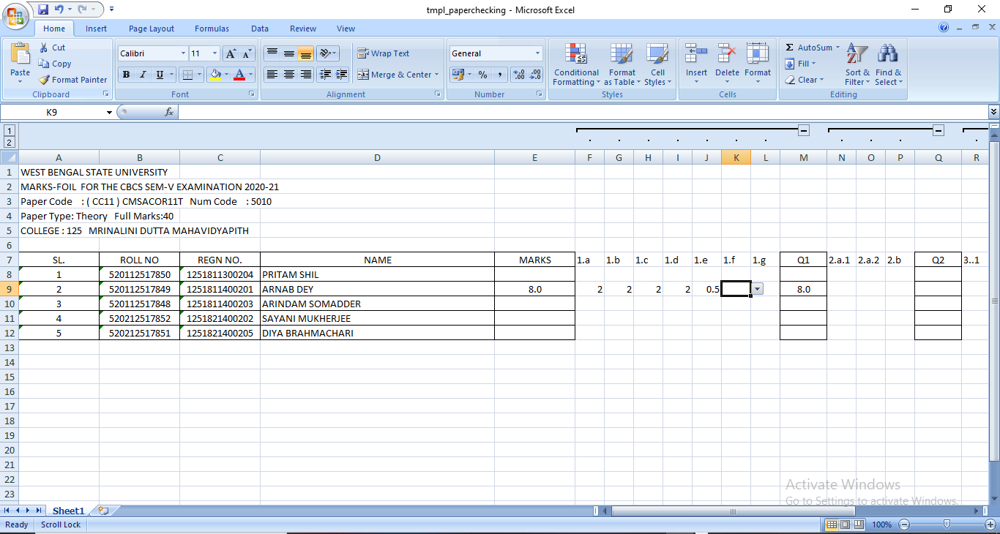 tmpl_paperchecking - Microsoft Excel
Home Insert Page Layout Formulas Data Review View
Cut
Copy
Format Painter
Paste
Clipboard
Calibri 11
B I U
Font
Wrap Text
Merge & Center
Alignment
General
% , .00
Number
Conditional Formatting
Format as Table
Cell Styles
Styles
Insert Delete Format
Cells
Σ AutoSum
Fill
Clear
Sort & Filter
Find & Select
Editing
K9 fx
1
2
A B C D E F G H I J K L M N O P Q R
1 WEST BENGAL STATE UNIVERSITY
2 MARKS-FOIL FOR THE CBCS SEM-V EXAMINATION 2020-21
3 Paper Code : ( CC11 ) CMSACOR11T Num Code : 5010
4 Paper Type: Theory Full Marks:40
5 COLLEGE : 125 MRINALINI DUTTA MAHAVIDYAPITH
6
7 SL. ROLL NO REGN NO. NAME MARKS 1.a 1.b 1.c 1.d 1.e 1.f 1.g Q1 2.a.1 2.a.2 2.b Q2 3..1
8 1 520112517850 1251811300204 PRITAM SHIL
9 2 520112517849 1251811400201 ARNAB DEY 8.0 2 2 2 2 0.5 8.0
10 3 520112517848 1251811400203 ARINDAM SOMADDER
11 4 520212517852 1251821400202 SAYANI MUKHERJEE
12 5 520212517851 1251821400205 DIYA BRAHMACHARI
13
14
15
16
17
18
19
20
21
22
23
Activate Windows
Go to Settings to activate Windows.
Sheet1
Ready Scroll Lock 100%